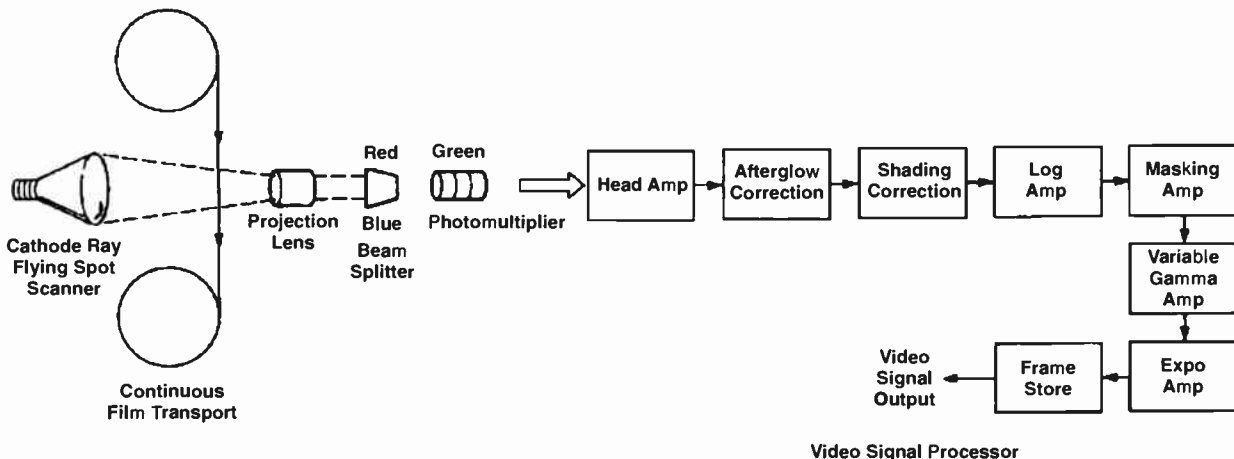 Cathode Ray
Flying Spot
Scanner
Continuous
Film Transport
Projection
Lens
Red
Blue
Beam
Splitter
Green
Photomultiplier
Head Amp
Afterglow
Correction
Shading
Correction
Log
Amp
Masking
Amp
Variable
Gamma
Amp
Expo
Amp
Frame
Store
Video
Signal
Output
Video Signal Processor